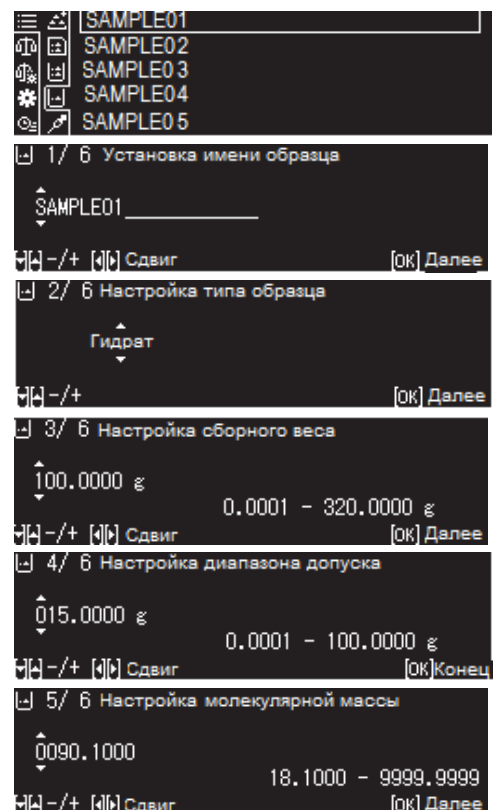 SAMPLE01
SAMPLE02
SAMPLE03
SAMPLE04
SAMPLE05
1/ 6 Установка имени образца
SAMPLE01
-/+ Сдвиг [OK] Далее
2/ 6 Настройка типа образца
Гидрат
-/+ [OK] Далее
3/ 6 Настройка сборного веса
100.0000 g
0.0001 - 320.0000 g
-/+ Сдвиг [OK] Далее
4/ 6 Настройка диапазона допуска
015.0000 g
0.0001 - 100.0000 g
-/+ Сдвиг [OK]Конец
5/ 6 Настройка молекулярной массы
0090.1000
18.1000 - 9999.9999
-/+ Сдвиг [OK] Далее